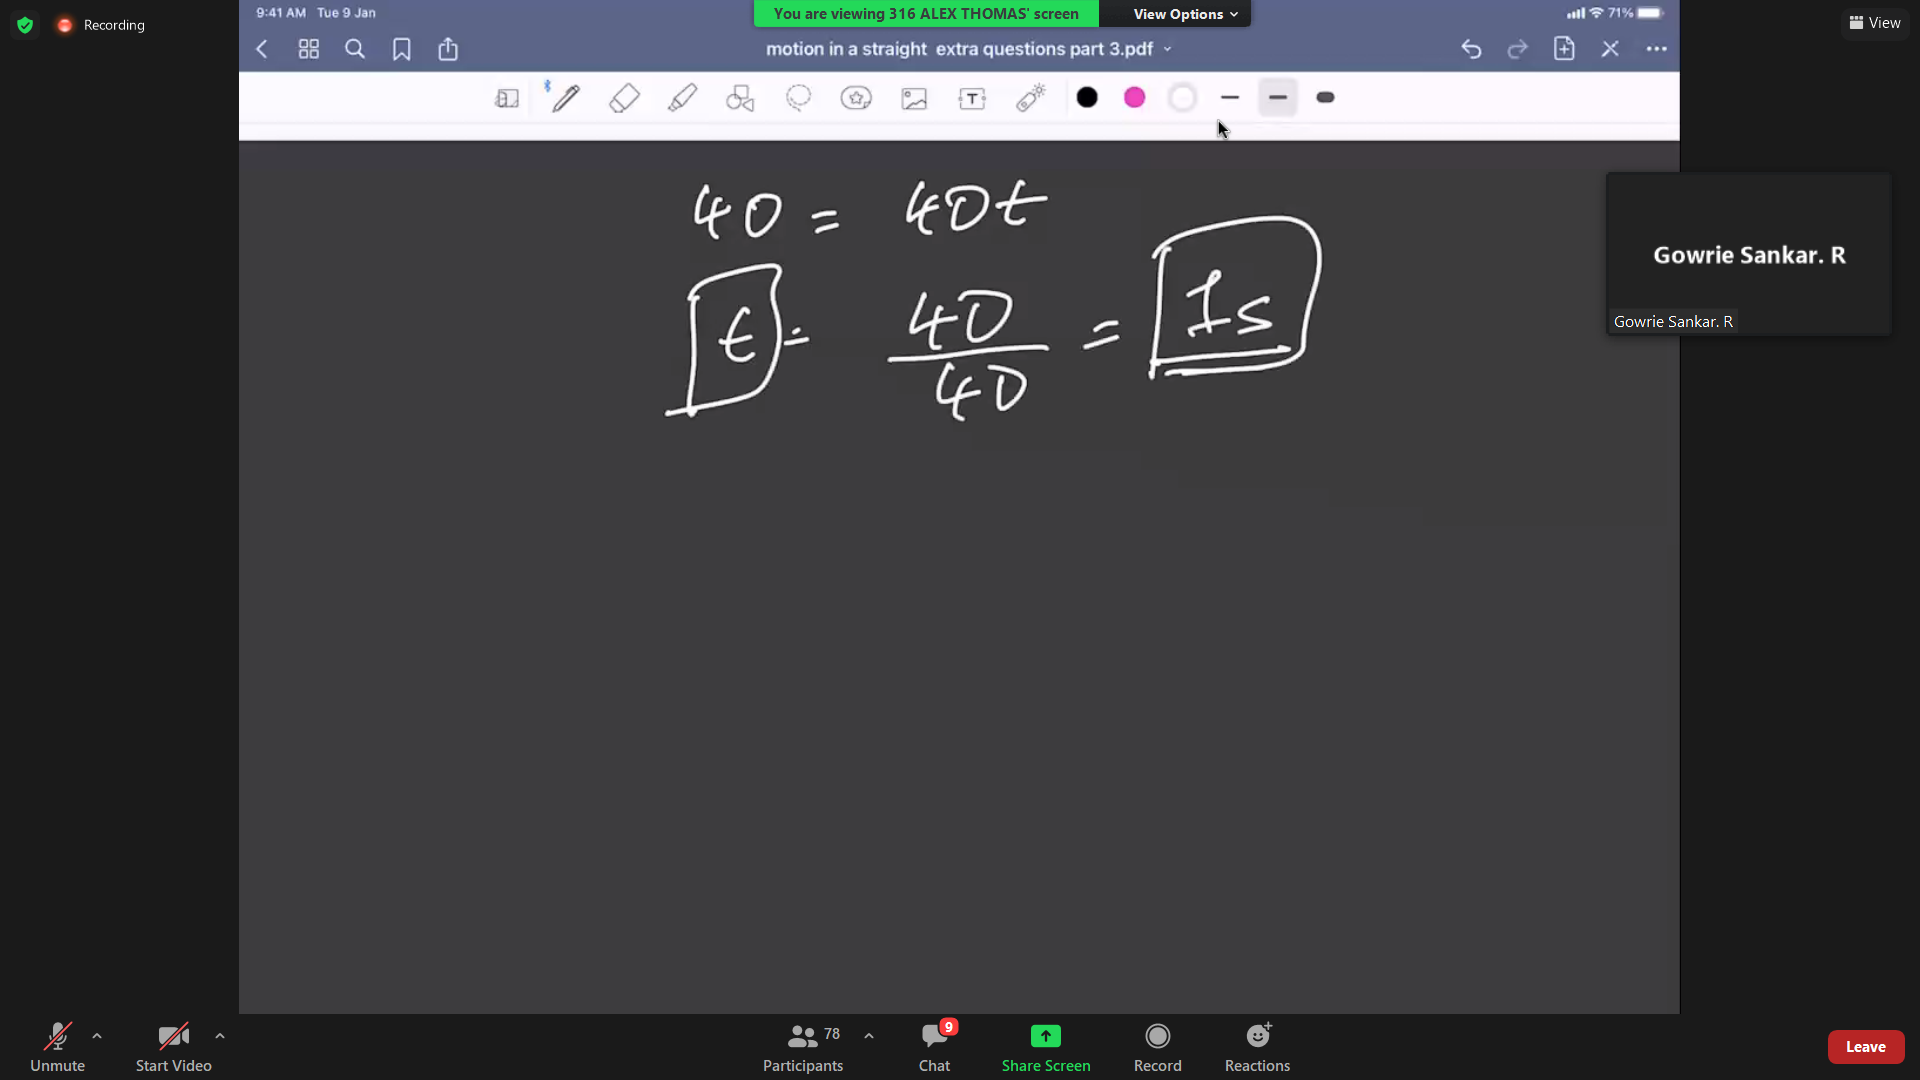 9:41 AM Tue 9 Jan
You are viewing 316 ALEX THOMAS' screen
View Options
71%
Recording
View
motion in a straight extra questions part 3.pdf
T
40 = 40t
t = 40/40 = 1s
Gowrie Sankar. R
Gowrie Sankar. R
78
9
Unmute
Start Video
Participants
Chat
Share Screen
Record
Reactions
Leave